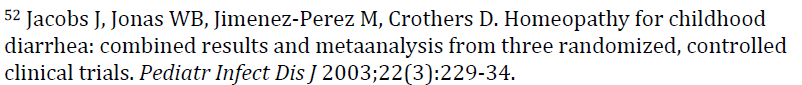 52 Jacobs J, Jonas WB, Jimenez-Perez M, Crothers D. Homeopathy for childhood
diarrhea: combined results and metaanalysis from three randomized, controlled
clinical trials. Pediatr Infect Dis J 2003;22(3):229-34.